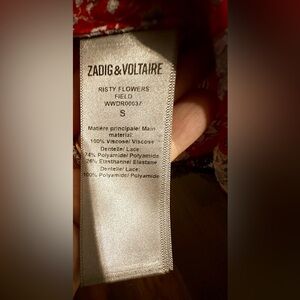 ZADIG&VOLTAIRE
RISTY FLOWERS
FIELD
WWDR00037
S
Matière principale/ Main
material:
100% Viscose/ Viscose
Dentelle/ Lace:
74% Polyamide/ Polyamide
26% Elasthanne/ Elastane
Dentelle/ Lace:
100% Polyamide/ Polyamide